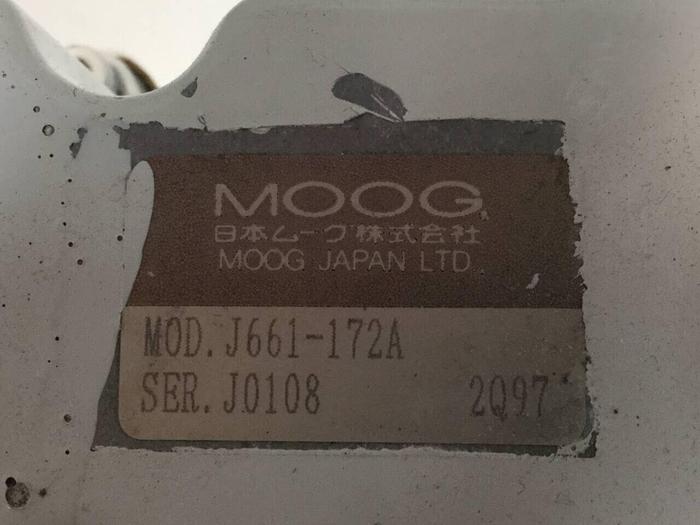 MOOG
日本ムーグ株式会社
MOOG JAPAN LTD
MOD. J661-172A
SER. J0108 2Q97